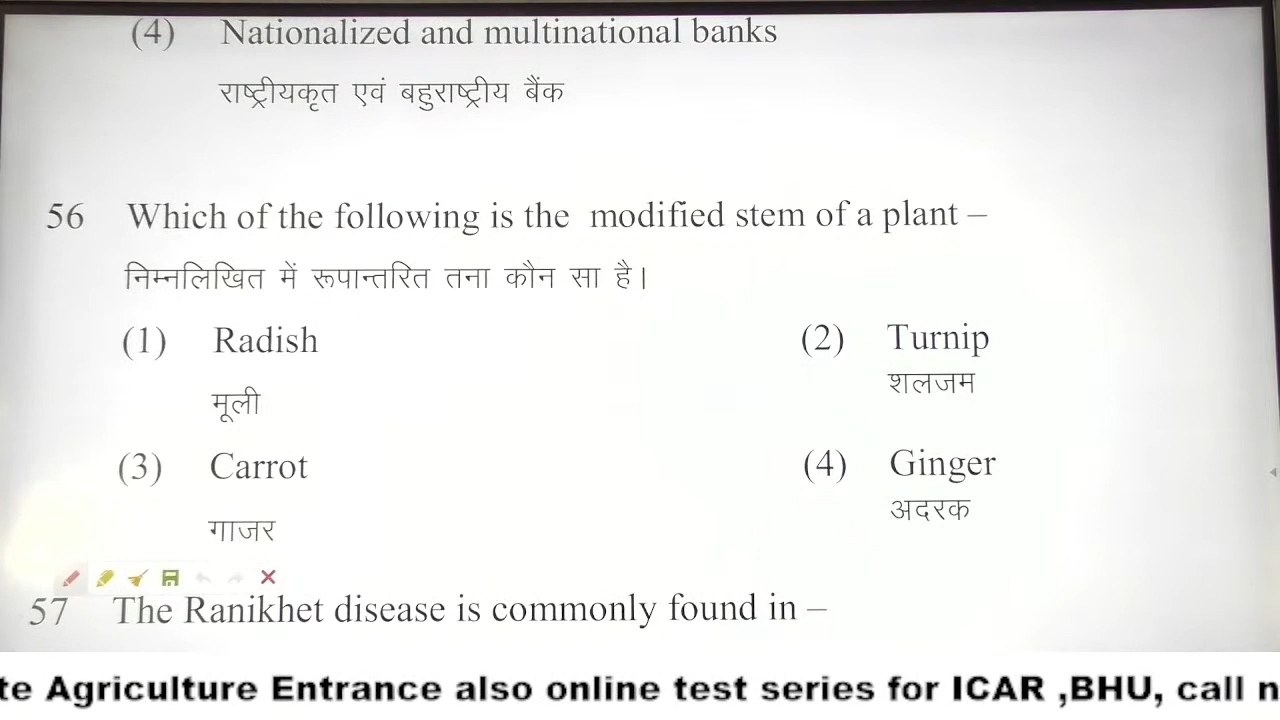 (4) Nationalized and multinational banks
राष्ट्रीयकृत एवं बहुराष्ट्रीय बैंक
56 Which of the following is the modified stem of a plant –
निम्नलिखित में रूपान्तरित तना कौन सा है।
(1) Radish (2) Turnip
मूली शलजम
(3) Carrot (4) Ginger
गाजर अदरक
57 The Ranikhet disease is commonly found in –
te Agriculture Entrance also online test series for ICAR ,BHU, call n